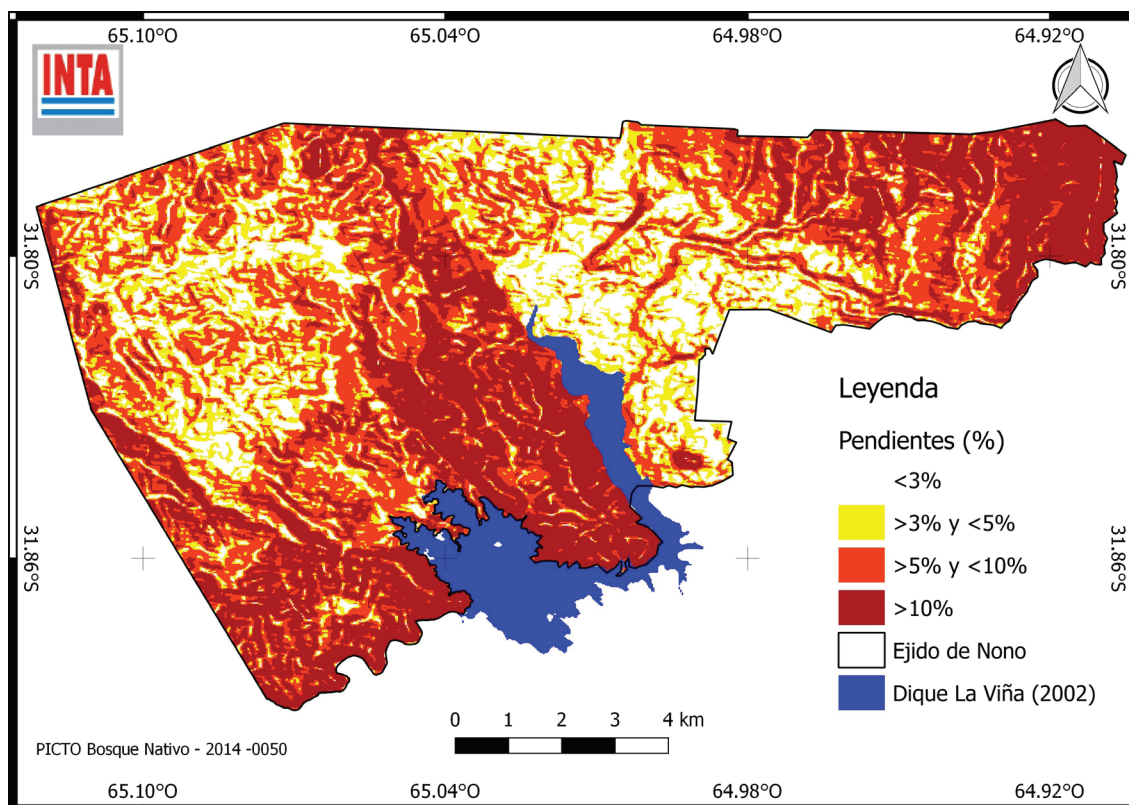 65.10°O 65.04°O 64.98°O 64.92°O
INTA
31.80°S
31.80°S
Leyenda
Pendientes (%)
<3%
>3% y <5%
>5% y <10%
>10%
31.86°S
31.86°S
Ejido de Nono
Dique La Viña (2002)
0 1 2 3 4 km
PICTO Bosque Nativo - 2014 -0050
65.10°O 65.04°O 64.98°O 64.92°O